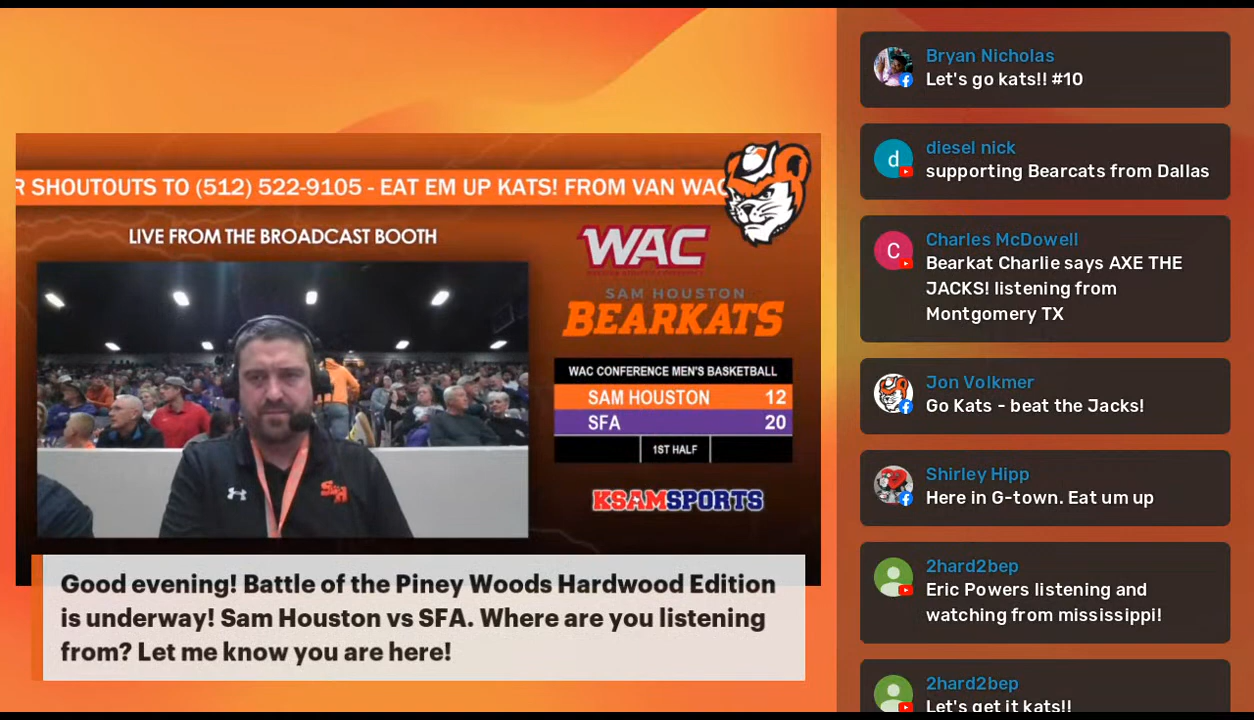 R SHOUTOUTS TO (512) 522-9105 - EAT EM UP KATS! FROM VAN WAG
LIVE FROM THE BROADCAST BOOTH
WAC
SAM HOUSTON
BEARKATS
WAC CONFERENCE MEN'S BASKETBALL
SAM HOUSTON 12
SFA 20
1ST HALF
KSAMSPORTS
SH
Good evening! Battle of the Piney Woods Hardwood Edition
is underway! Sam Houston vs SFA. Where are you listening
from? Let me know you are here!
Bryan Nicholas
Let's go kats!! #10
d
diesel nick
supporting Bearcats from Dallas
C
Charles McDowell
Bearkat Charlie says AXE THE
JACKS! listening from
Montgomery TX
Jon Volkmer
Go Kats - beat the Jacks!
Shirley Hipp
Here in G-town. Eat um up
2hard2bep
Eric Powers listening and
watching from mississippi!
2hard2bep
Let's get it kats!!